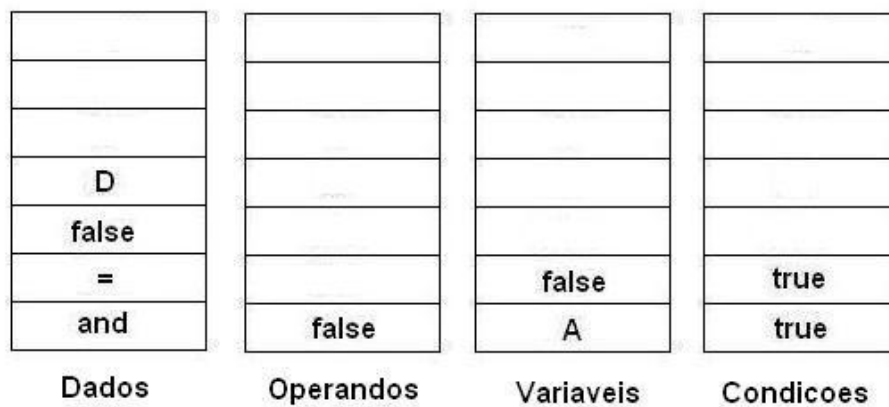 D
false
=
false
true
and
false
A
true
Dados
Operandos
Variaveis
Condicoes